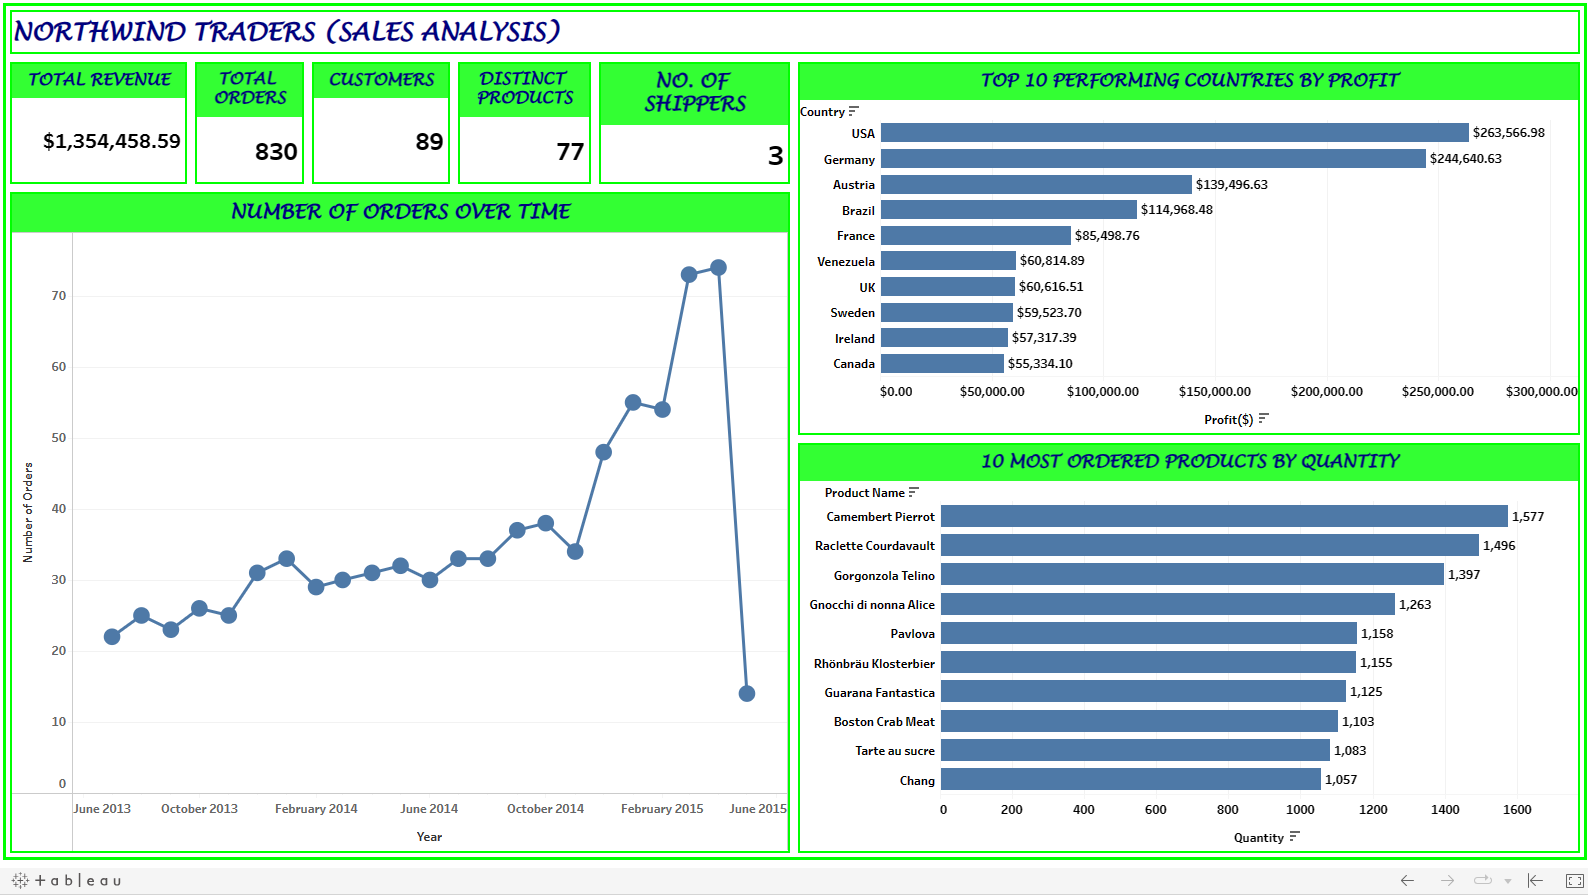 NORTHWIND TRADERS (SALES ANALYSIS)
TOTAL REVENUE
$1,354,458.59
TOTAL
ORDERS
830
CUSTOMERS
89
DISTINCT
PRODUCTS
77
NO. OF
SHIPPERS
3
NUMBER OF ORDERS OVER TIME
Number of Orders
70
60
50
40
30
20
10
0
June 2013
October 2013
February 2014
June 2014
October 2014
February 2015
June 2015
Year
TOP 10 PERFORMING COUNTRIES BY PROFIT
Country
USA $263,566.98
Germany $244,640.63
Austria $139,496.63
Brazil $114,968.48
France $85,498.76
Venezuela $60,814.89
UK $60,616.51
Sweden $59,523.70
Ireland $57,317.39
Canada $55,334.10
$0.00 $50,000.00 $100,000.00 $150,000.00 $200,000.00 $250,000.00 $300,000.00
Profit($)
10 MOST ORDERED PRODUCTS BY QUANTITY
Product Name
Camembert Pierrot 1,577
Raclette Courdavault 1,496
Gorgonzola Telino 1,397
Gnocchi di nonna Alice 1,263
Pavlova 1,158
Rhönbräu Klosterbier 1,155
Guarana Fantastica 1,125
Boston Crab Meat 1,103
Tarte au sucre 1,083
Chang 1,057
0 200 400 600 800 1000 1200 1400 1600
Quantity
+ a b | e a u